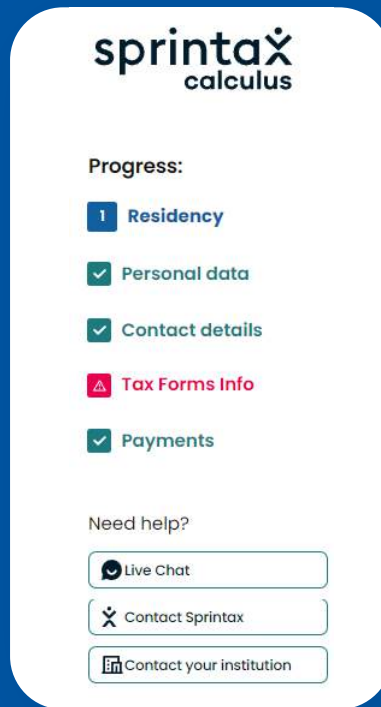 sprintax
calculus
Progress:
1 Residency
Personal data
Contact details
Tax Forms Info
Payments
Need help?
Live Chat
Contact Sprintax
Contact your institution